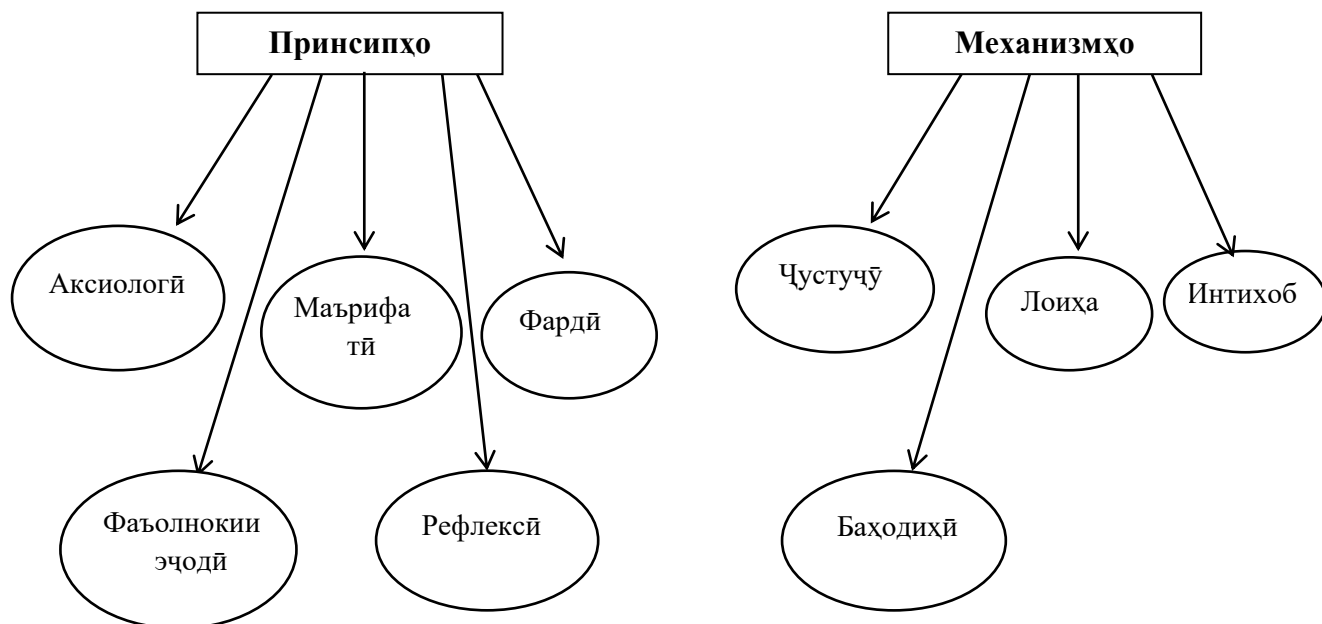 Принсипҳо
Механизмҳо
Аксиологӣ
Маърифа
тӣ
Фардӣ
Ҷустуҷӯ
Лоиҳа
Интихоб
Фаъолнокии
эҷодӣ
Рефлексӣ
Баҳодиҳӣ